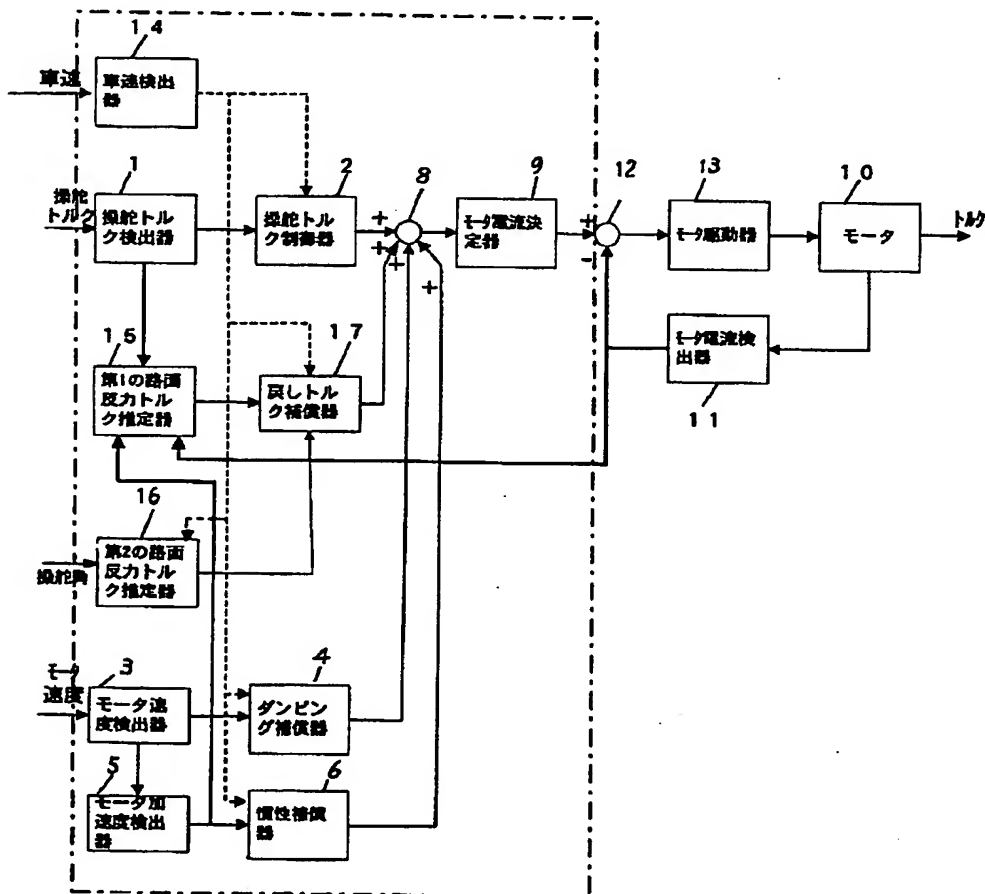 14
車速
車速検出
器
1
2
8
9
12
13
10
操舵
トルク
操舵トル
ク検出器
操舵トル
ク制御器
+
+
+
+
+
-
モータ電流決
定器
モータ駆動
器
モータ
トルク
15
17
第1の路面
反力トル
ク推定器
戻しトル
ク補償器
モータ電流検
出器
11
16
第2の路面
反力トル
ク推定器
操舵角
モータ
速度
3
4
モータ速
度検出器
ダンピン
グ補償器
5
6
モータ加
速度検出
器
慣性補償
器